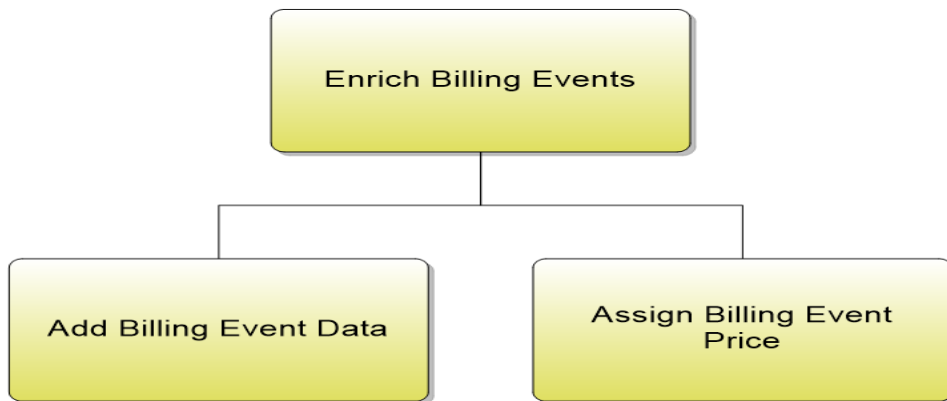 Enrich Billing Events
Add Billing Event Data
Assign Billing Event
Price